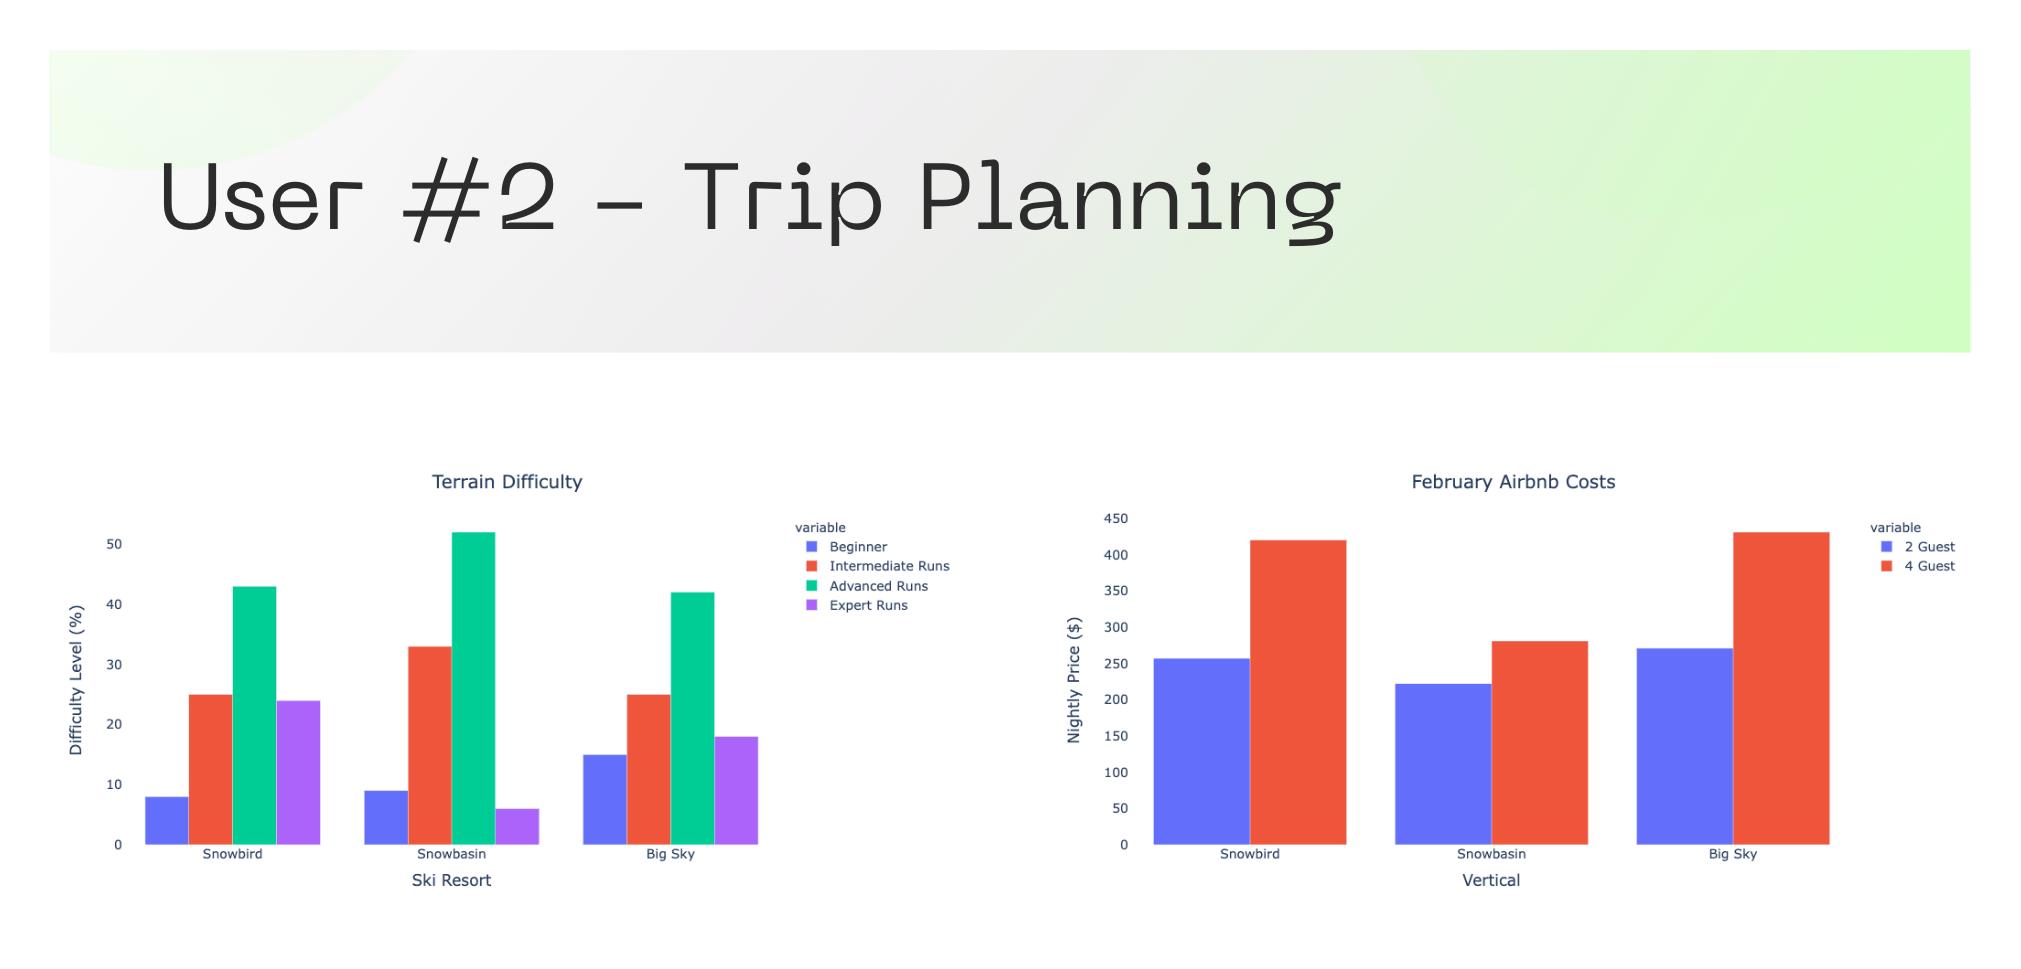 User #2 – Trip Planning
Terrain Difficulty
Difficulty Level (%)
50
40
30
20
10
0
Snowbird
Snowbasin
Big Sky
Ski Resort
variable
Beginner
Intermediate Runs
Advanced Runs
Expert Runs
February Airbnb Costs
Nightly Price ($)
450
400
350
300
250
200
150
100
50
0
Snowbird
Snowbasin
Big Sky
Vertical
variable
2 Guest
4 Guest